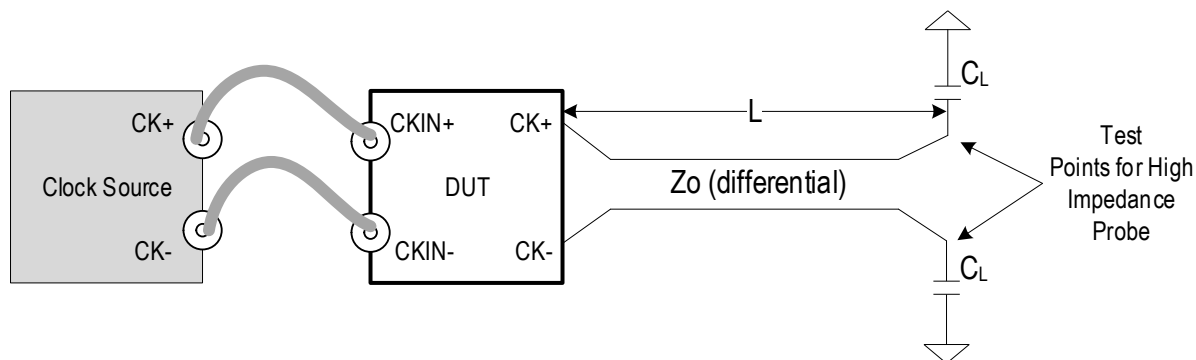 CK+
Clock Source
CK-
CKIN+
DUT
CKIN-
CK+
CK-
L
Zo (differential)
CL
CL
Test
Points for High
Impedance
Probe